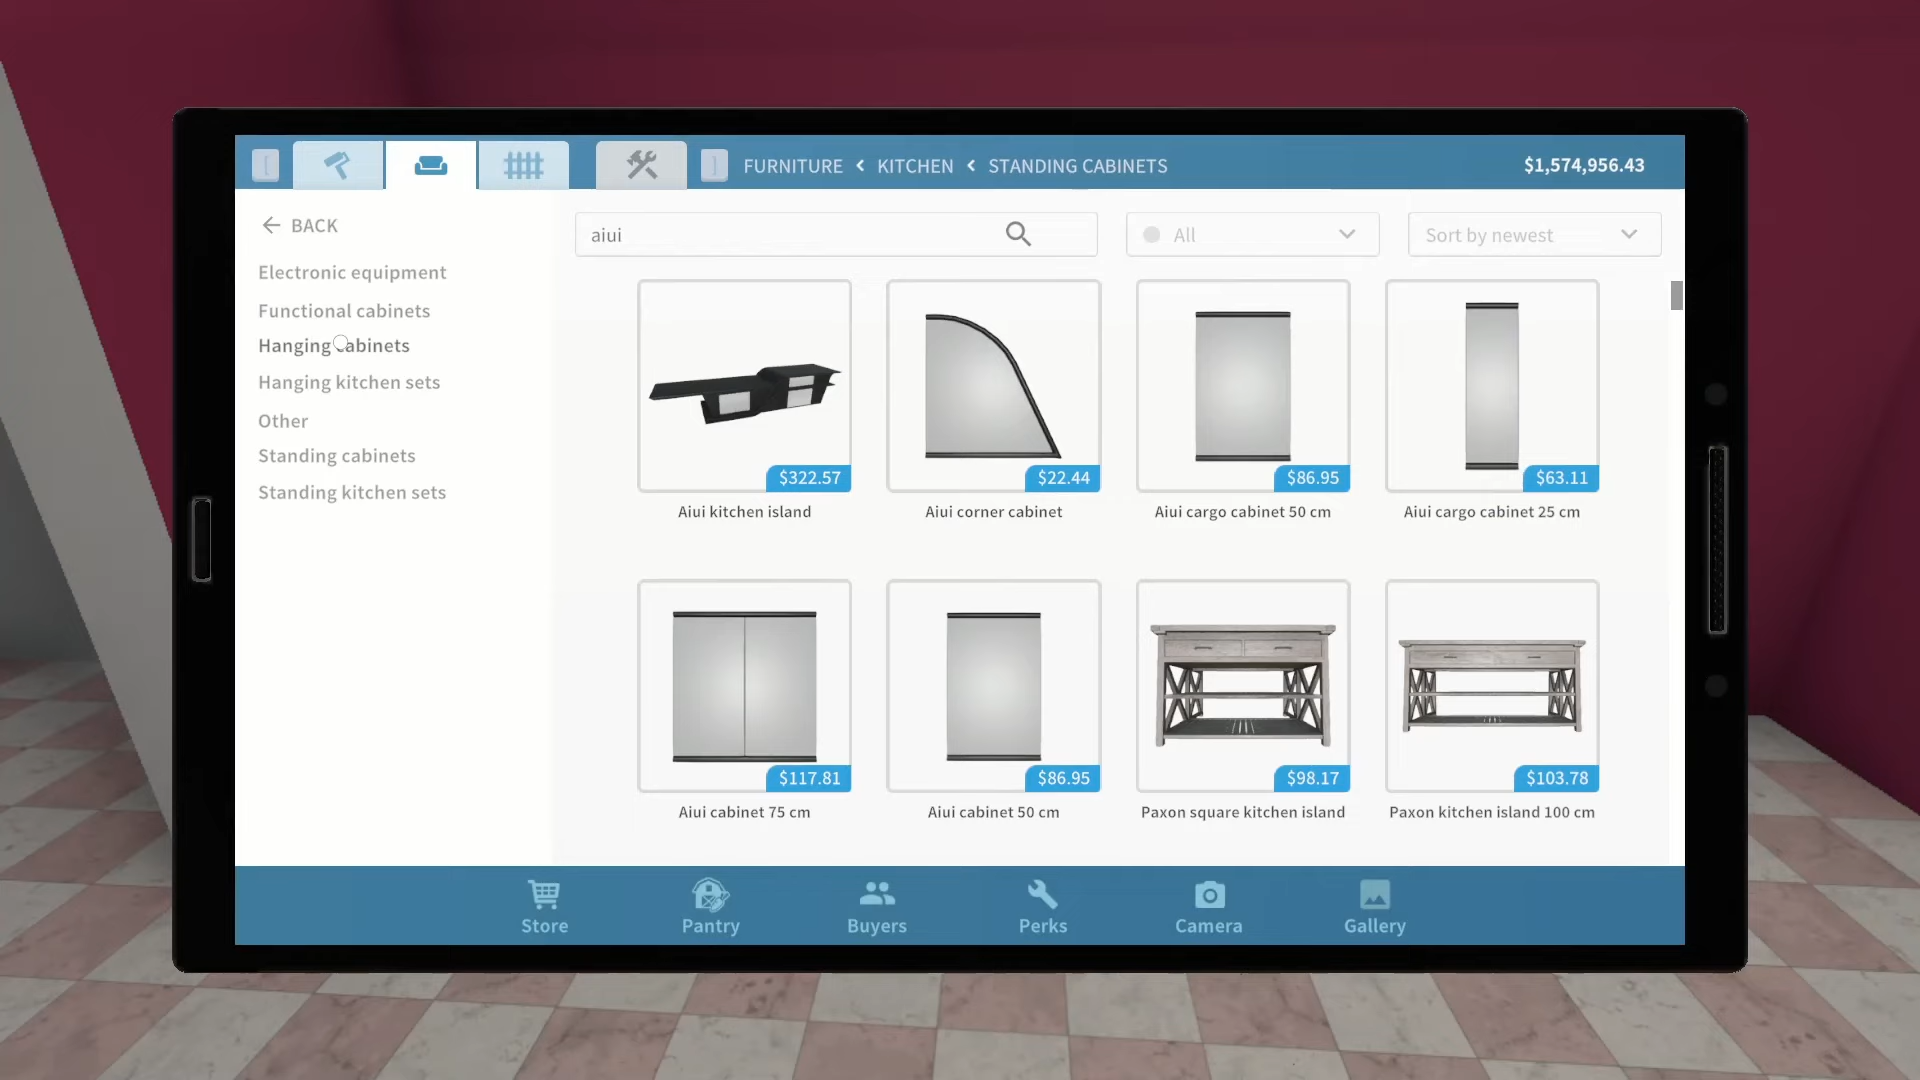 FURNITURE < KITCHEN < STANDING CABINETS
$1,574,956.43
BACK
aiui
All
Sort by newest
Electronic equipment
Functional cabinets
Hanging cabinets
Hanging kitchen sets
Other
Standing cabinets
Standing kitchen sets
$322.57
$22.44
$86.95
$63.11
Aiui kitchen island
Aiui corner cabinet
Aiui cargo cabinet 50 cm
Aiui cargo cabinet 25 cm
$117.81
$86.95
$98.17
$103.78
Aiui cabinet 75 cm
Aiui cabinet 50 cm
Paxon square kitchen island
Paxon kitchen island 100 cm
Store
Pantry
Buyers
Perks
Camera
Gallery